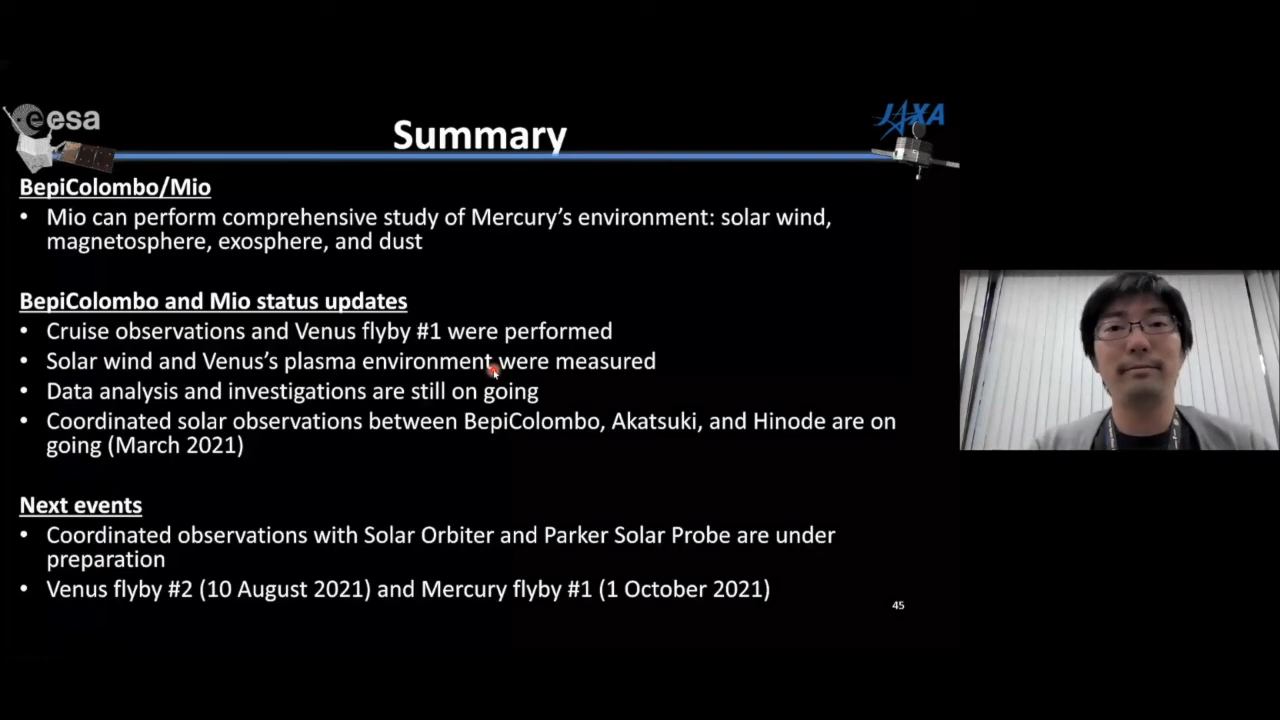 esa
JAXA
Summary
BepiColombo/Mio
• Mio can perform comprehensive study of Mercury's environment: solar wind,
magnetosphere, exosphere, and dust
BepiColombo and Mio status updates
• Cruise observations and Venus flyby #1 were performed
• Solar wind and Venus's plasma environment were measured
• Data analysis and investigations are still on going
• Coordinated solar observations between BepiColombo, Akatsuki, and Hinode are on
going (March 2021)
Next events
• Coordinated observations with Solar Orbiter and Parker Solar Probe are under
preparation
• Venus flyby #2 (10 August 2021) and Mercury flyby #1 (1 October 2021)
45